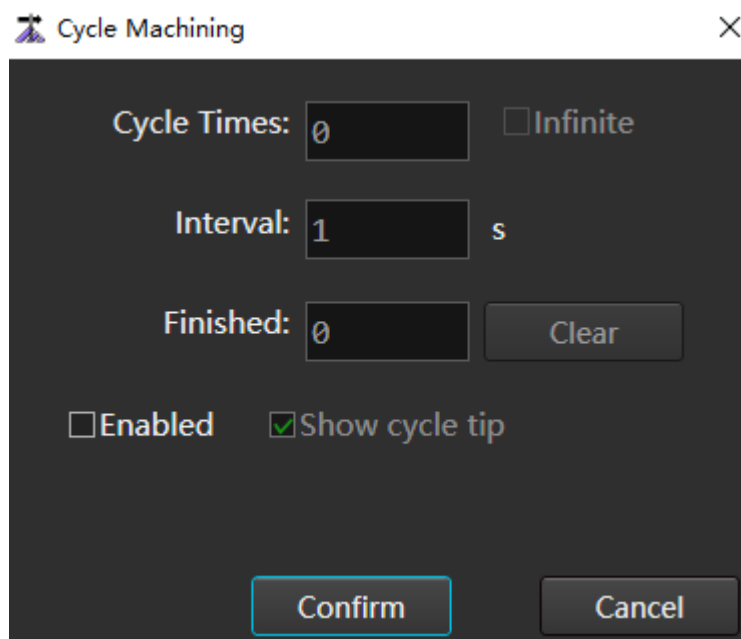 Cycle Machining
Cycle Times: 0 Infinite
Interval: 1 s
Finished: 0 Clear
Enabled Show cycle tip
Confirm Cancel